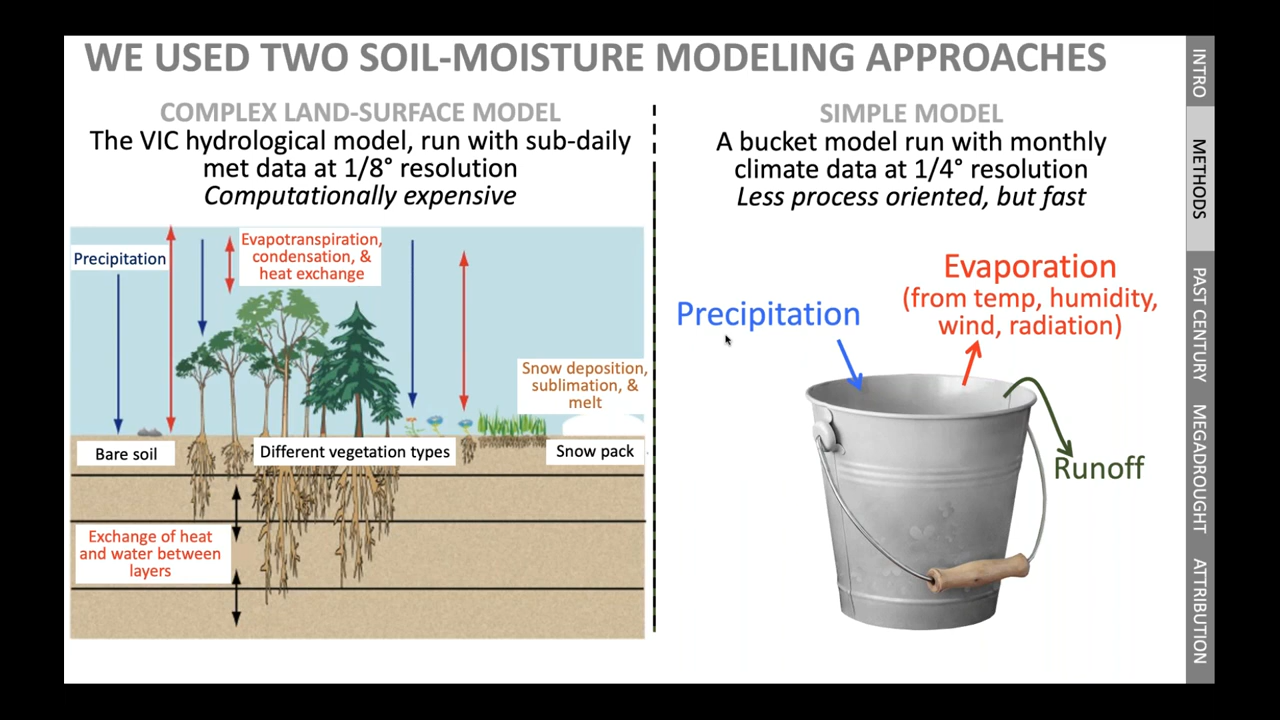 WE USED TWO SOIL-MOISTURE MODELING APPROACHES
COMPLEX LAND-SURFACE MODEL
The VIC hydrological model, run with sub-daily
met data at 1/8° resolution
Computationally expensive
Precipitation
Evapotranspiration,
condensation, &
heat exchange
Snow deposition,
sublimation, &
melt
Bare soil
Different vegetation types
Snow pack
Exchange of heat
and water between
layers
SIMPLE MODEL
A bucket model run with monthly
climate data at 1/4° resolution
Less process oriented, but fast
Precipitation
Evaporation
(from temp, humidity,
wind, radiation)
Runoff
INTRO
METHODS
PAST CENTURY
MEGADROUGHT
ATTRIBUTION